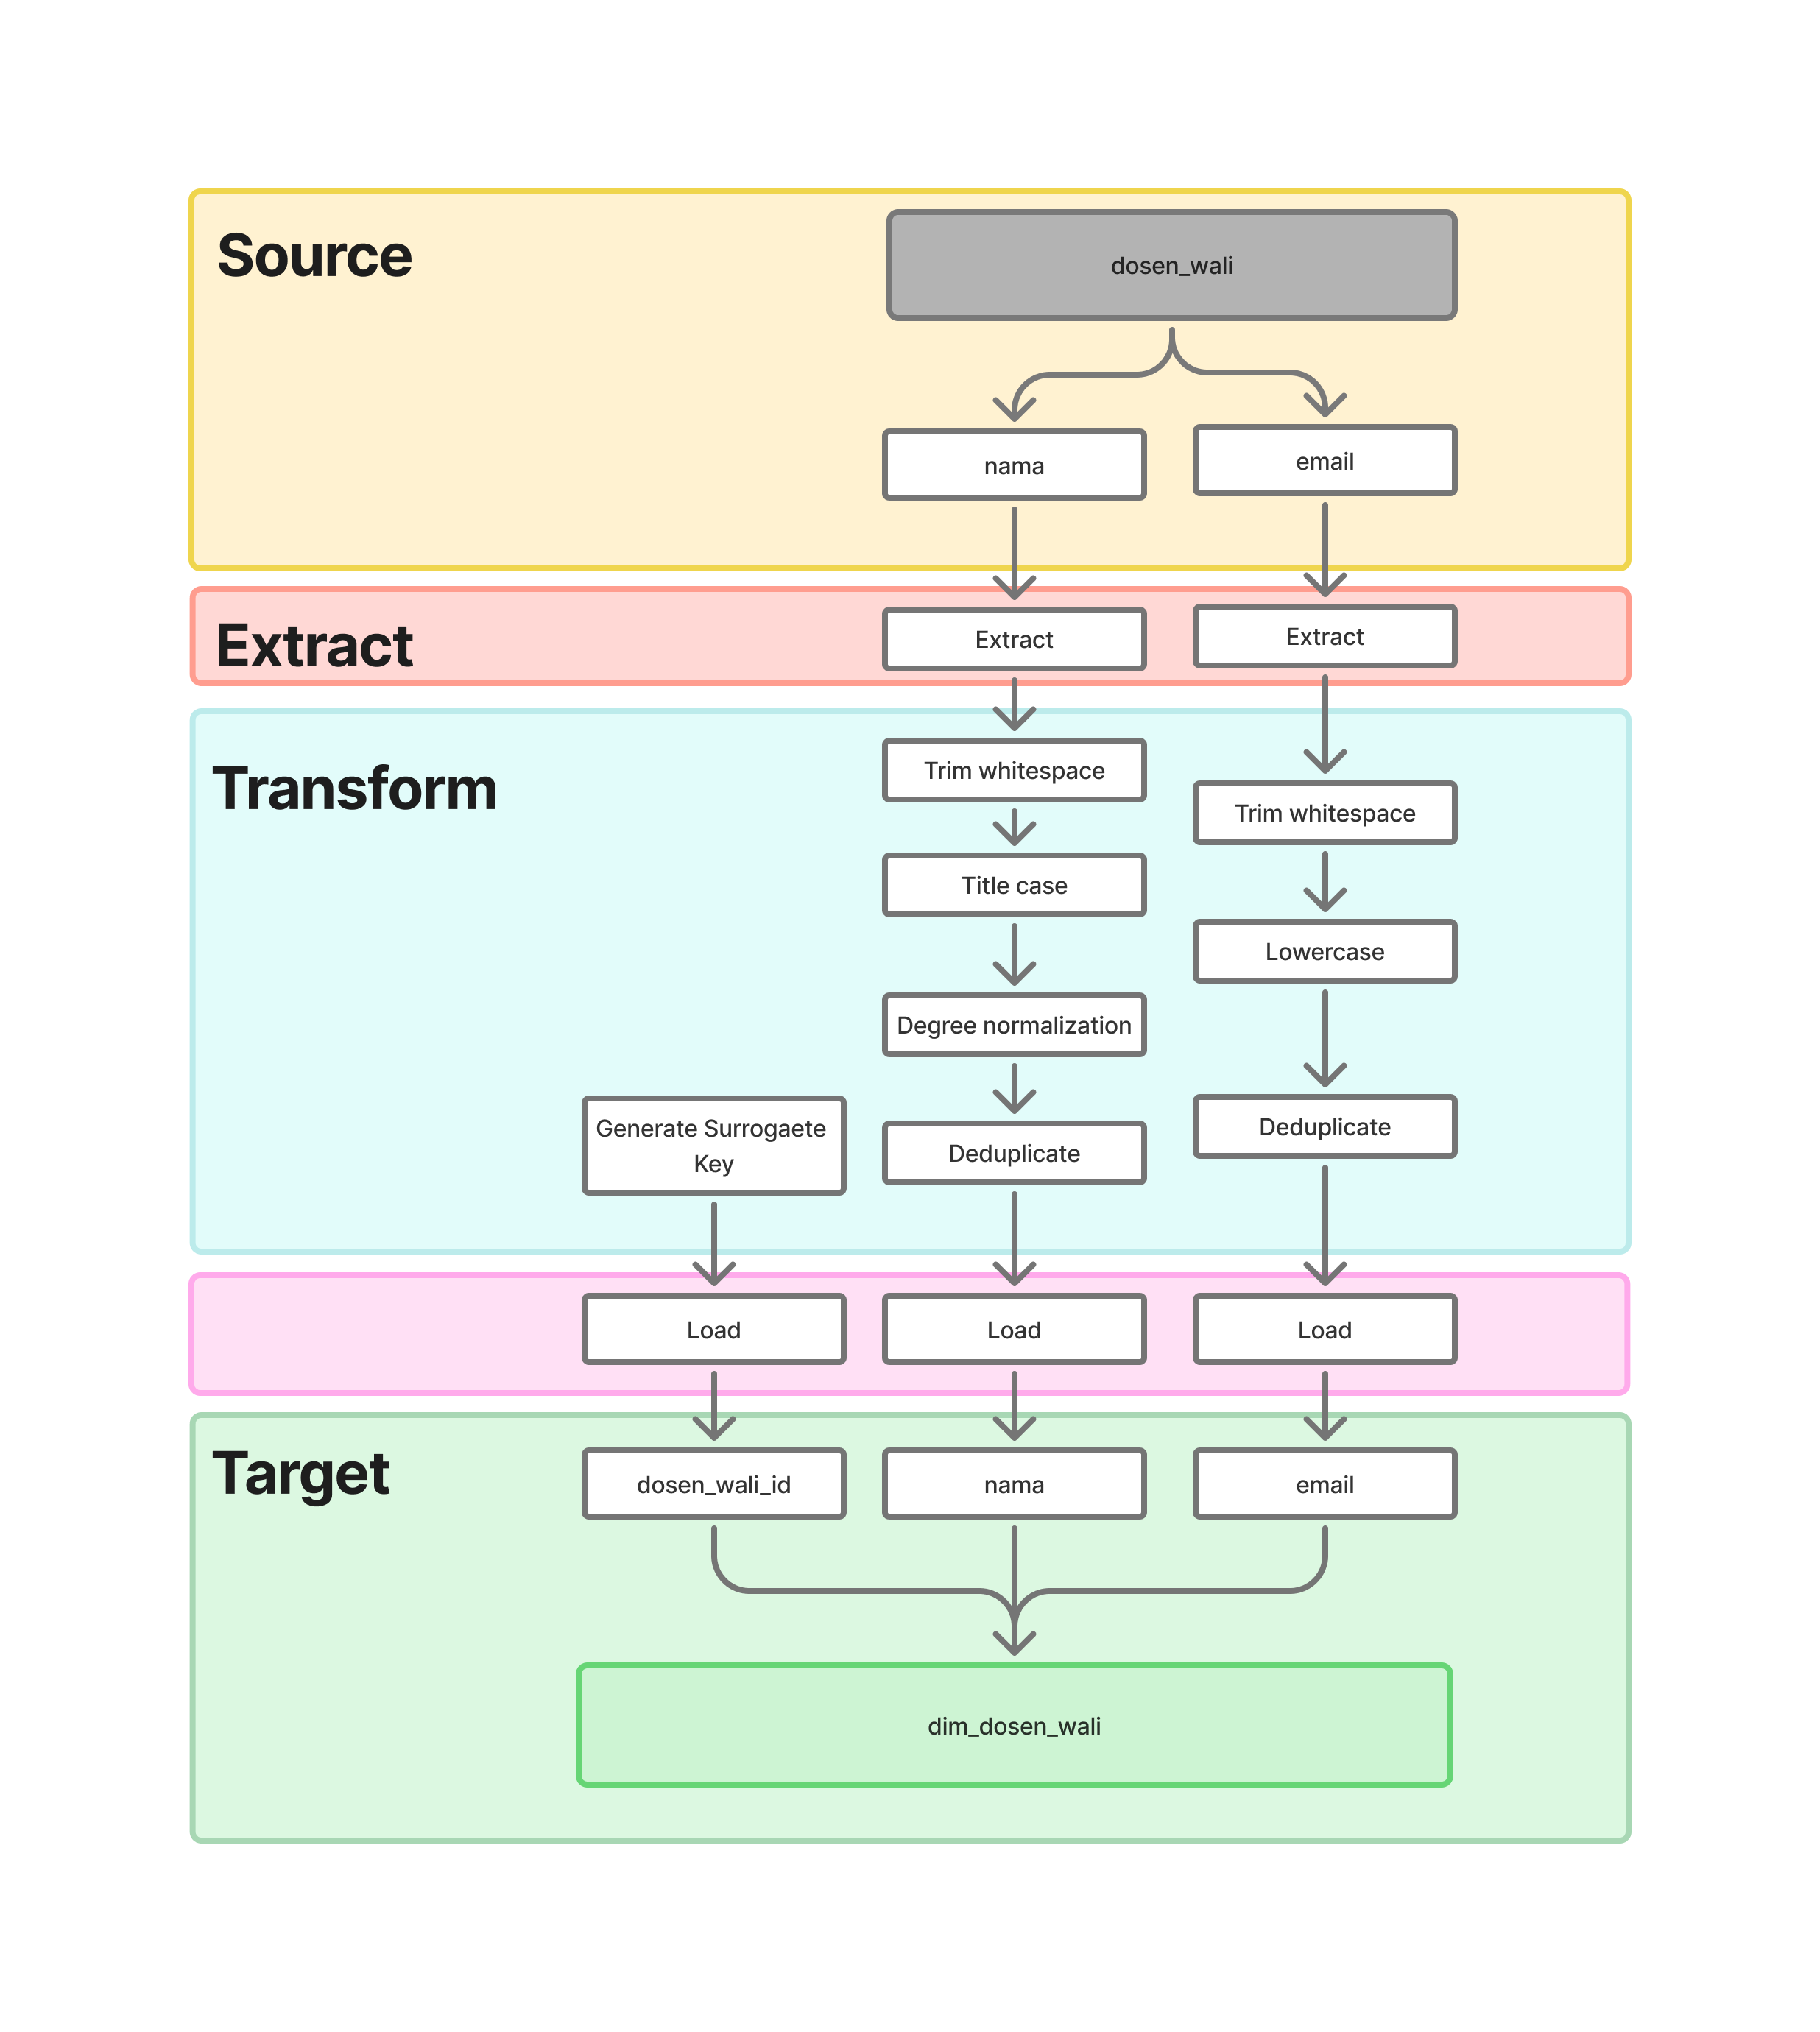 Source
dosen_wali
nama
email
Extract
Extract
Extract
Transform
Trim whitespace
Trim whitespace
Title case
Lowercase
Degree normalization
Generate Surrogaete
Key
Deduplicate
Deduplicate
Load
Load
Load
Target
dosen_wali_id
nama
email
dim_dosen_wali